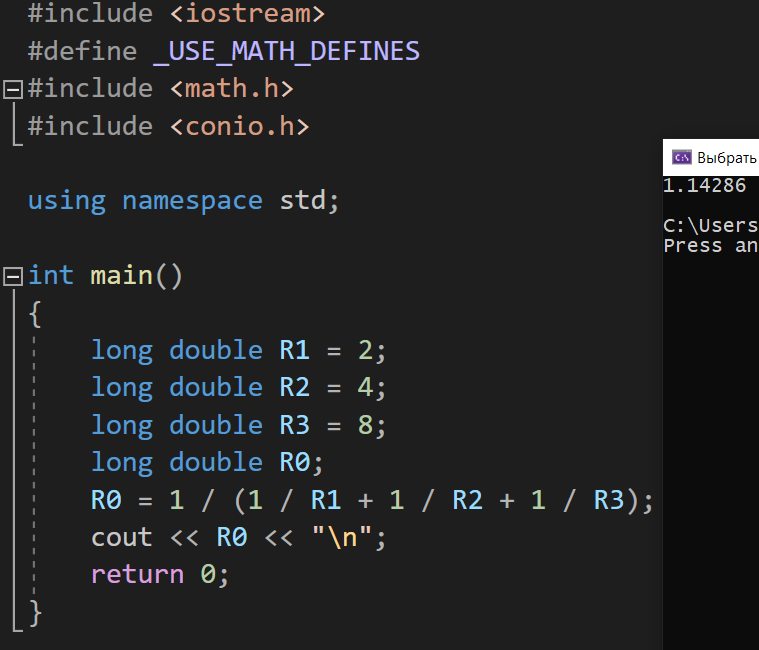 #include <iostream>
#define _USE_MATH_DEFINES
#include <math.h>
#include <conio.h>
using namespace std;
int main()
{
long double R1 = 2;
long double R2 = 4;
long double R3 = 8;
long double R0;
R0 = 1 / (1 / R1 + 1 / R2 + 1 / R3);
cout << R0 << "\n";
return 0;
}
C:\ Выбрать
1.14286
C:\Users
Press an